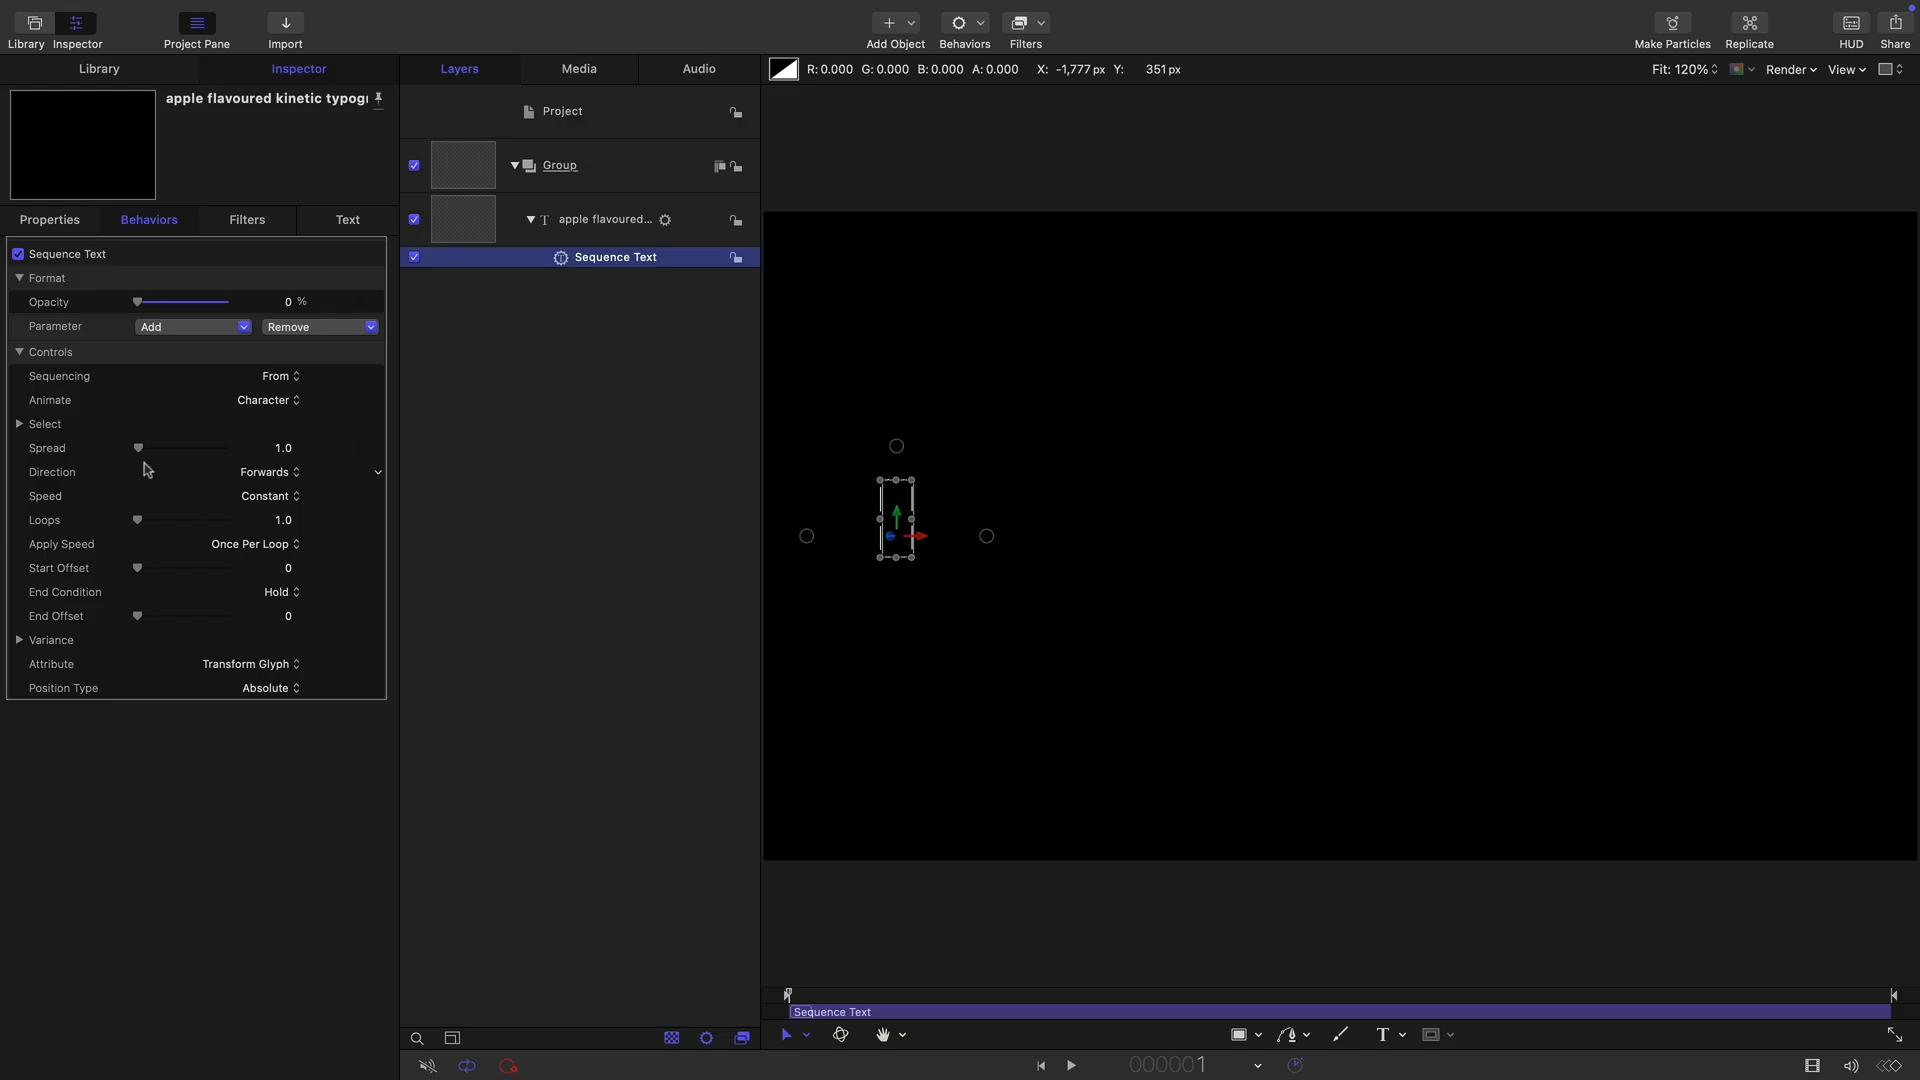 Library
Inspector
Project Pane
Import
Add Object
Behaviors
Filters
Make Particles
Replicate
HUD
Share
Library
Inspector
Layers
Media
Audio
R: 0.000 G: 0.000 B: 0.000 A: 0.000 X: -1,777 px Y: 351 px
Fit: 120%
Render
View
apple flavoured kinetic typogr
Project
Group
Properties
Behaviors
Filters
Text
apple flavoured...
Sequence Text
Sequence Text
Format
Opacity 0 %
Parameter Add Remove
Controls
Sequencing From
Animate Character
Select
Spread 1.0
Direction Forwards
Speed Constant
Loops 1.0
Apply Speed Once Per Loop
Start Offset 0
End Condition Hold
End Offset 0
Variance
Attribute Transform Glyph
Position Type Absolute
Sequence Text
T
000001